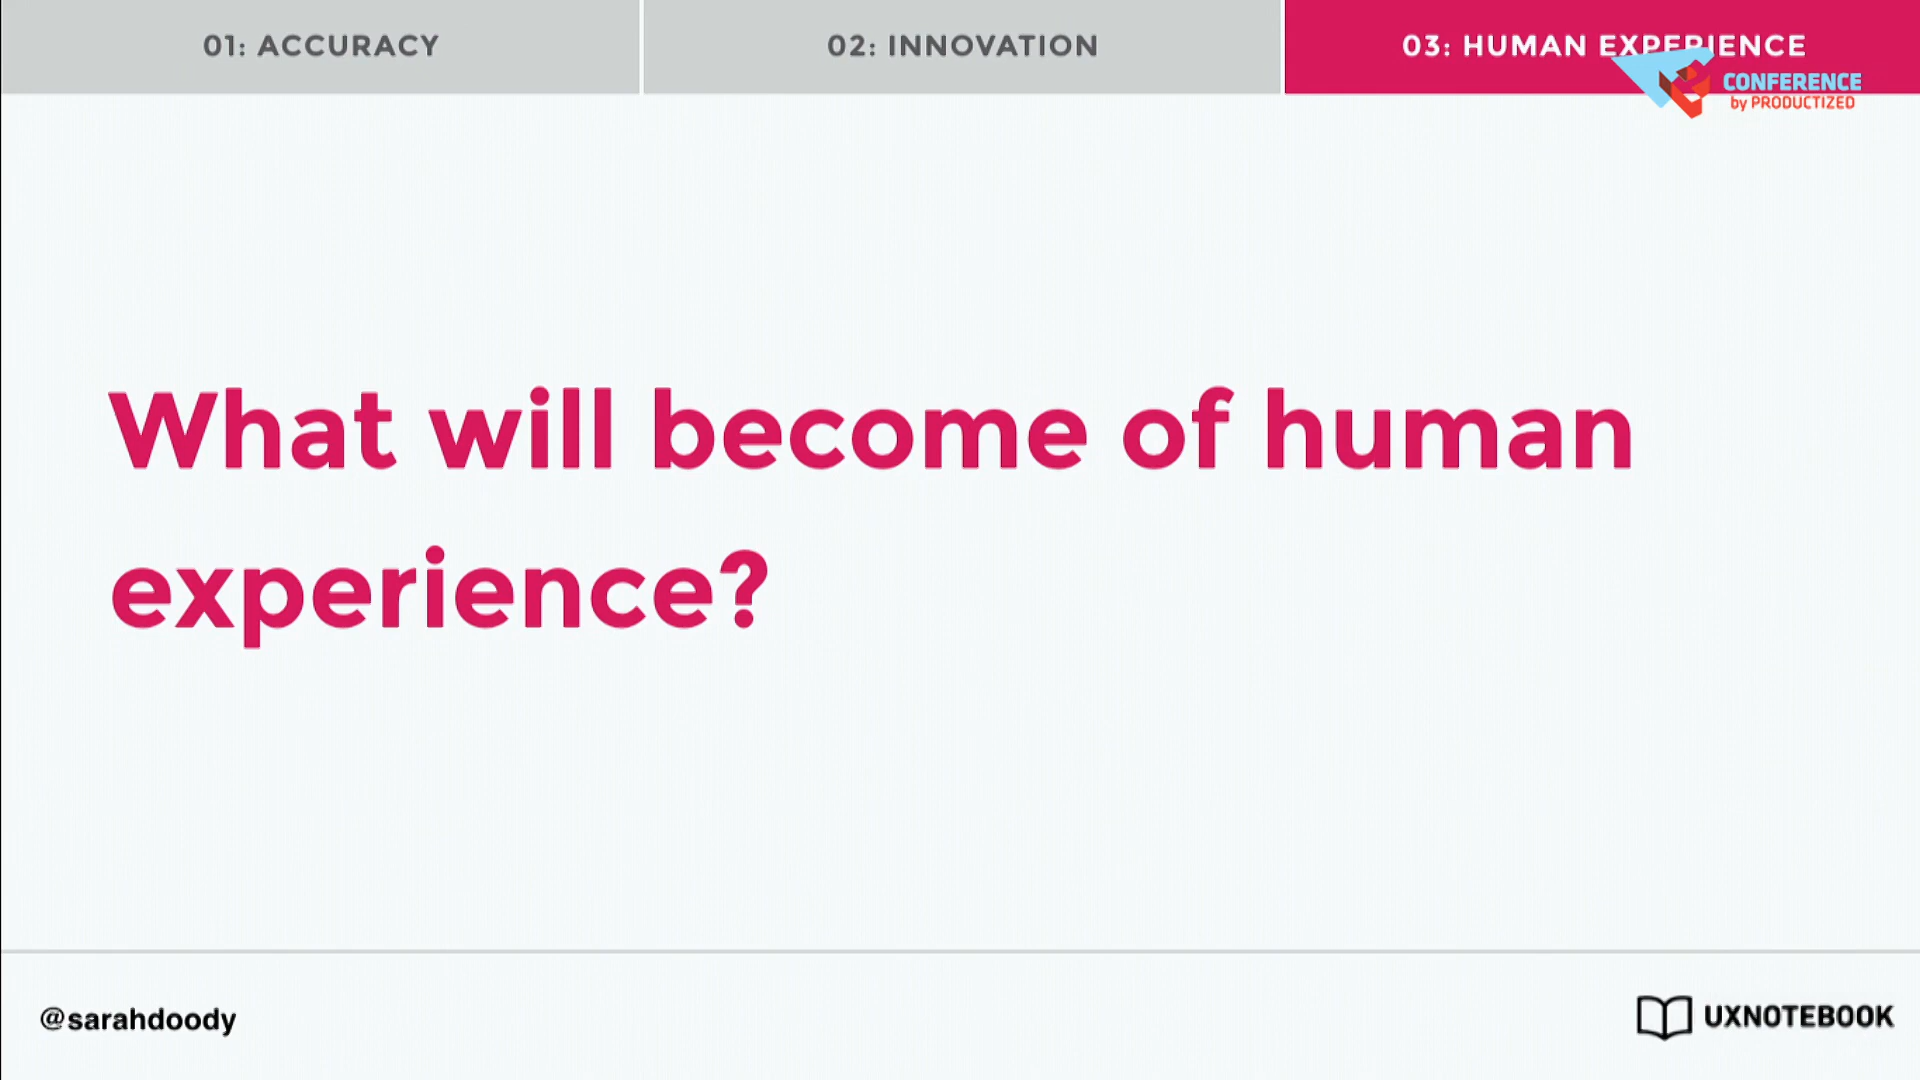 01: ACCURACY
02: INNOVATION
03: HUMAN EXPERIENCE
CONFERENCE
by PRODUCTIZED
What will become of human
experience?
@sarahdoody
UXNOTEBOOK